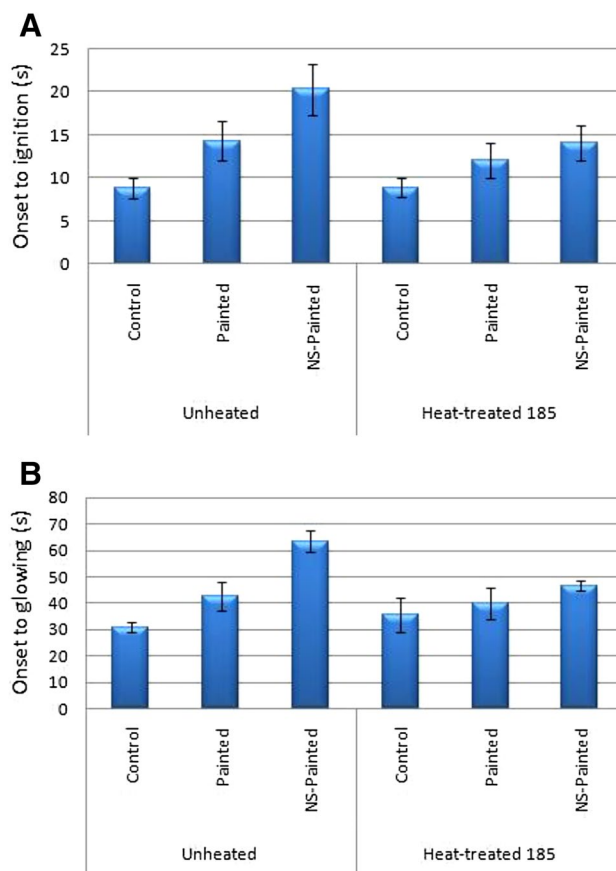 A
Onset to ignition (s)
25
20
15
10
5
0
Control
Painted
NS-Painted
Control
Painted
NS-Painted
Unheated
Heat-treated 185
B
Onset to glowing (s)
80
70
60
50
40
30
20
10
0
Control
Painted
NS-Painted
Control
Painted
NS-Painted
Unheated
Heat-treated 185